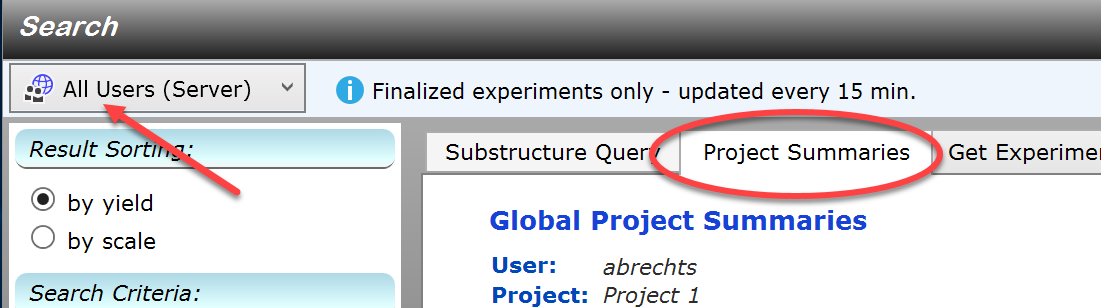 Search
All Users (Server)
Finalized experiments only - updated every 15 min.
Result Sorting:
by yield
by scale
Search Criteria:
Substructure Query
Project Summaries
Get Experime
Global Project Summaries
User: abrechts
Project: Project 1